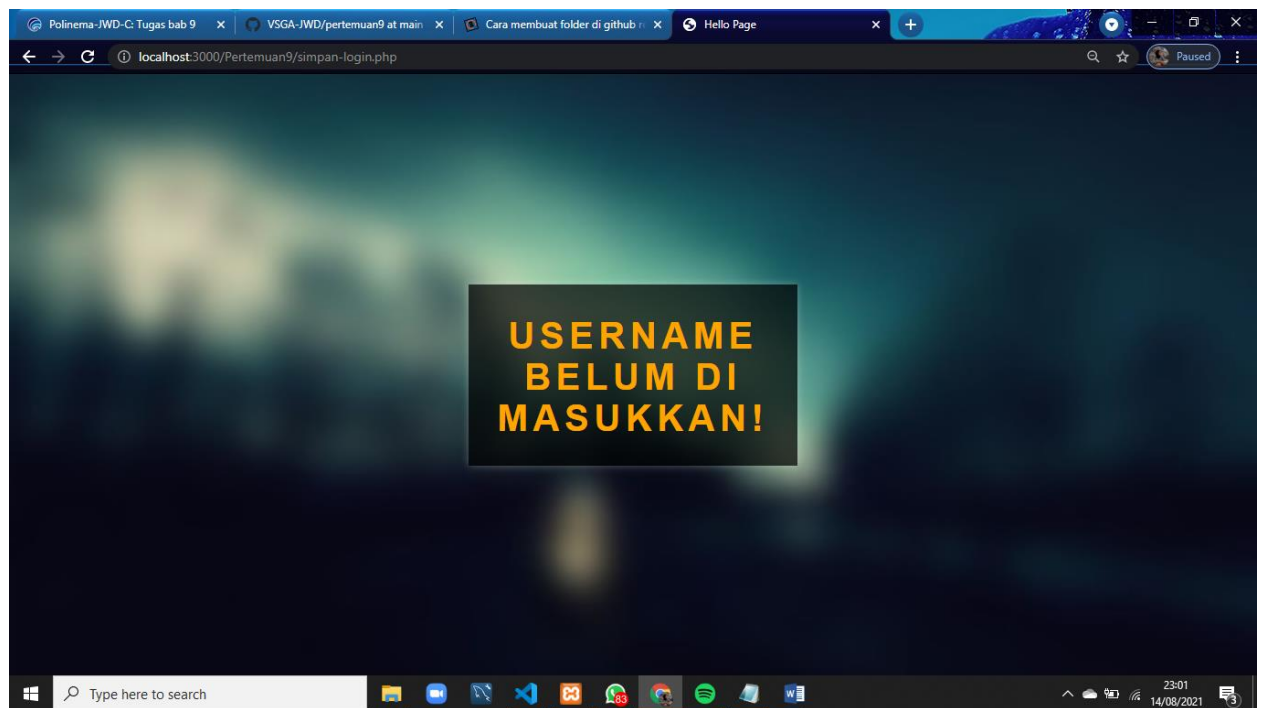 Polinema-JWD-C: Tugas bab 9
VSGA-JWD/pertemuan9 at main
Cara membuat folder di github r
Hello Page
localhost:3000/Pertemuan9/simpan-login.php
Paused
USERNAME
BELUM DI
MASUKKAN!
Type here to search
83
23:01
14/08/2021
3